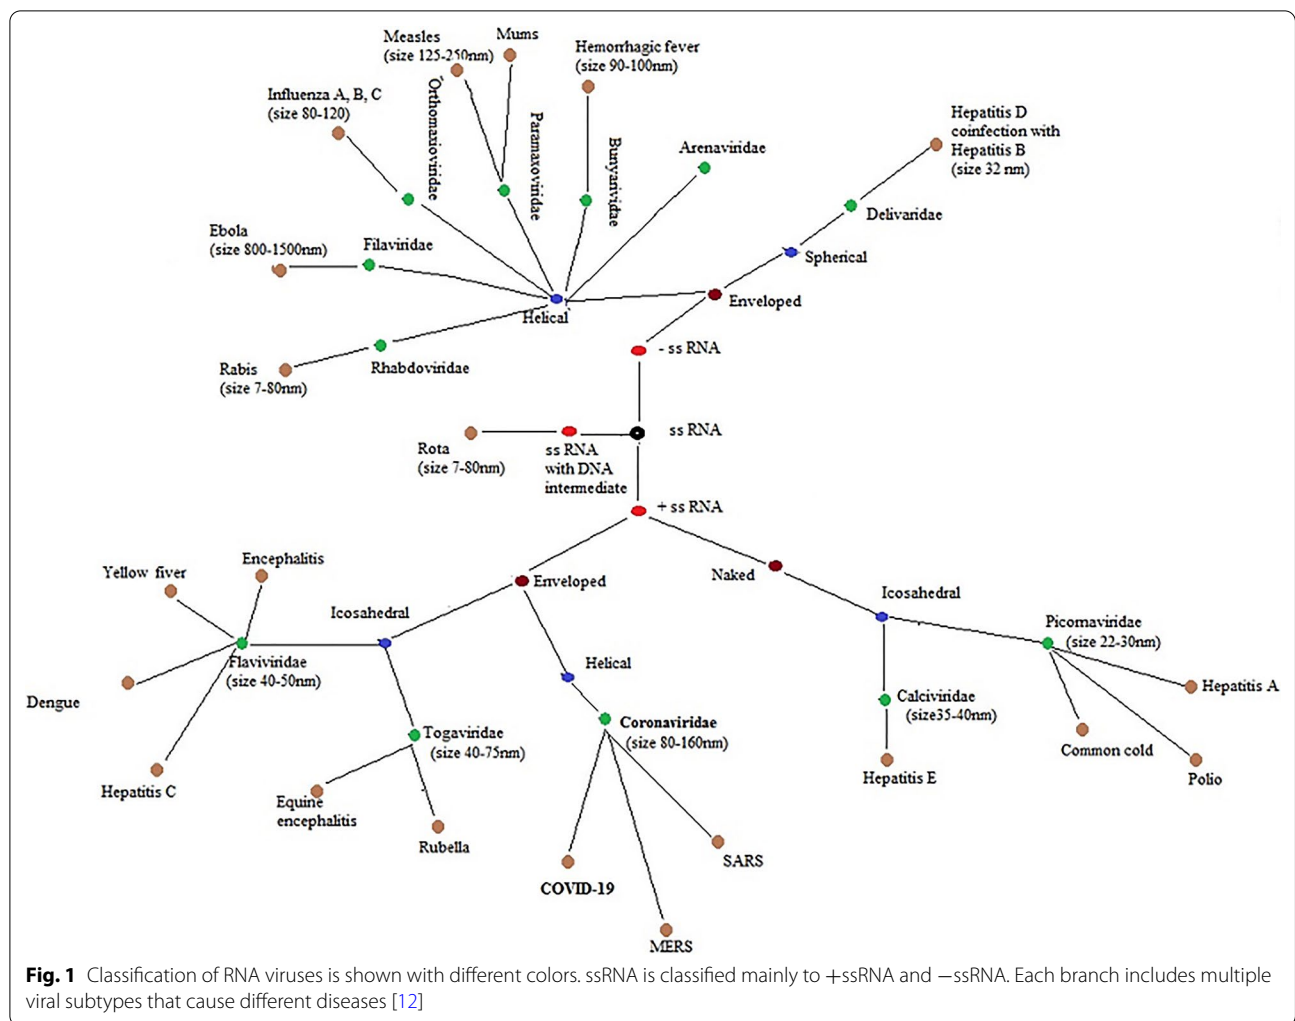 Measles
(size 125-250nm)
Mums
Hemorrhagic fever
(size 90-100nm)
Influenza A, B, C
(size 80-120)
Orthomaxioviridae
Paramaxoviridae
Bunyarividae
Arenaviridae
Hepatitis D
coinfection with
Hepatitis B
(size 32 nm)
Delivaridae
Ebola
(size 800-1500nm)
Filaviridae
Spherical
Helical
Enveloped
Rabis
(size 7-80nm)
Rhabdoviridae
- ss RNA
Rota
(size 7-80nm)
ss RNA
with DNA
intermediate
ss RNA
+ ss RNA
Yellow fiver
Encephalitis
Icosahedral
Enveloped
Naked
Icosahedral
Picornaviridae
(size 22-30nm)
Flaviviridae
(size 40-50nm)
Helical
Hepatitis A
Dengue
Togaviridae
(size 40-75nm)
Coronaviridae
(size 80-160nm)
Calciviridae
(size35-40nm)
Common cold
Polio
Hepatitis C
Equine
encephalitis
Rubella
Hepatitis E
COVID-19
SARS
MERS
Fig. 1 Classification of RNA viruses is shown with different colors. ssRNA is classified mainly to +ssRNA and −ssRNA. Each branch includes multiple
viral subtypes that cause different diseases [12]